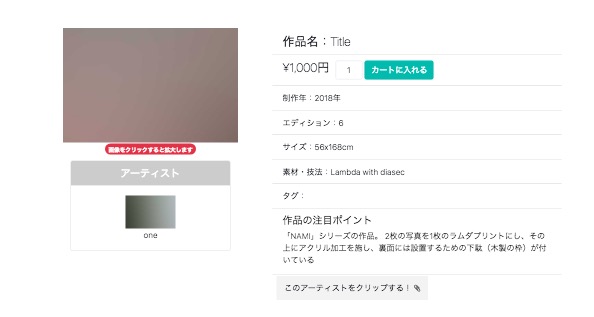 作品名：Title
¥1,000円
1
カートに入れる
制作年：2018年
エディション：6
サイズ：56x168cm
素材・技法：Lambda with diasec
タグ：
作品の注目ポイント
「NAMI」シリーズの作品。 2枚の写真を1枚のラムダプリントにし、その
上にアクリル加工を施し、裏面には設置するための下駄（木製の枠）が付
いている
このアーティストをクリップする！
画像をクリックすると拡大します
アーティスト
one